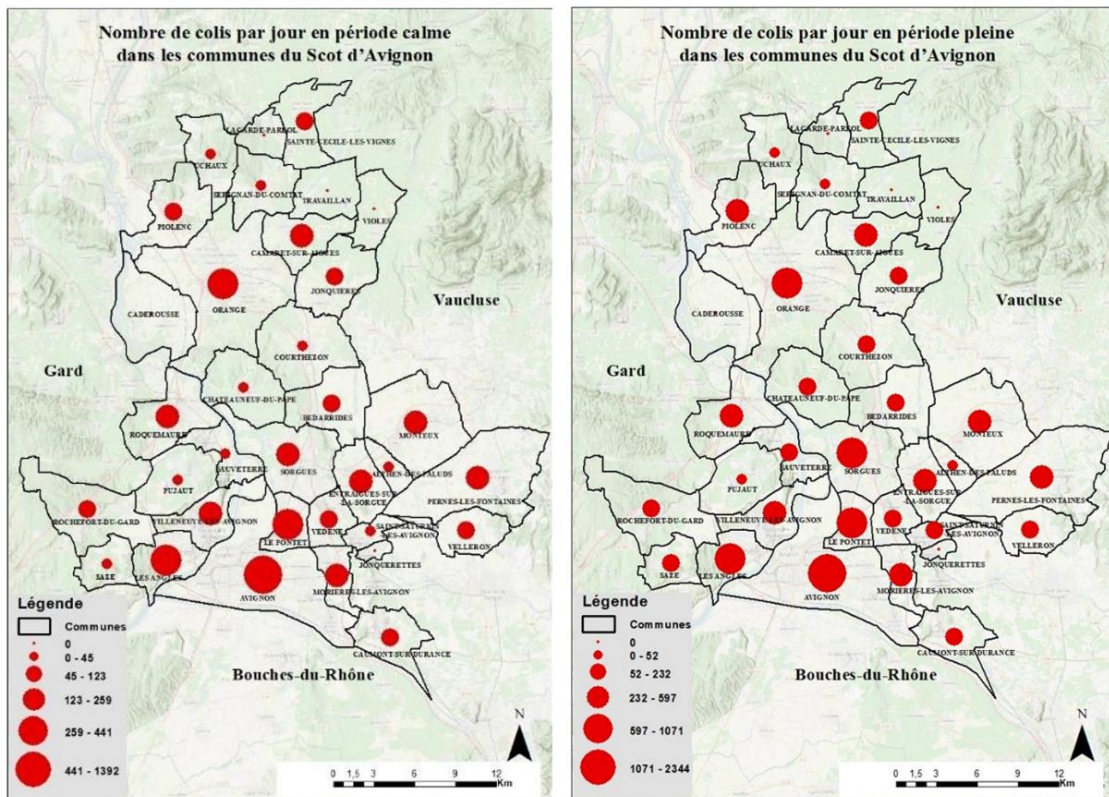 Nombre de colis par jour en période calme
dans les communes du Scot d'Avignon
LAGARDE-PAREOL
SAINTE-CECILE-LES-VIGNES
UCHAUX
SERIGNAN-DU-COMTAT
TRAVAILLAN
PIOLENC
VIOLES
CAMARET-SUR-AIGUES
JONQUIERES
Vaucluse
ORANGE
CADEROUSSE
COURTHEZON
Gard
CHATEAUNEUF-DU-PAPE
BEDARRIDES
ROQUEMAURE
MONTEUX
SAUVETERRE
SORGUES
ALTHEN-DES-PALUDS
PUJAUT
ENTRAIGUES-SUR
-LA-SORGUE
PERNES-LES-FONTAINES
ROCHEFORT-DU-GARD
VILLENEUVE-LES-AVIGNON
VEDENE
SAINT-SATURNIN
-LES-AVIGNON
LE PONTET
VELLERON
JONQUERETTES
SAZE
LES ANGLES
MORIERES-LES-AVIGNON
AVIGNON
CAUMONT-SUR-DURANCE
Bouches-du-Rhône
Légende
Communes
0
0 - 45
45 - 123
123 - 259
259 - 441
441 - 1392
N
0 1,5 3 6 9 12
Km
Nombre de colis par jour en période pleine
dans les communes du Scot d'Avignon
LAGARDE-PAREOL
SAINTE-CECILE-LES-VIGNES
UCHAUX
SERIGNAN-DU-COMTAT
TRAVAILLAN
PIOLENC
VIOLES
CAMARET-SUR-AIGUES
JONQUIERES
Vaucluse
ORANGE
CADEROUSSE
COURTHEZON
Gard
CHATEAUNEUF-DU-PAPE
BEDARRIDES
ROQUEMAURE
MONTEUX
SAUVETERRE
SORGUES
ALTHEN-DES-PALUDS
PUJAUT
ENTRAIGUES-SUR
-LA-SORGUE
PERNES-LES-FONTAINES
ROCHEFORT-DU-GARD
VILLENEUVE-LES-AVIGNON
VEDENE
SAINT-SATURNIN
-LES-AVIGNON
LE PONTET
VELLERON
JONQUERETTES
SAZE
LES ANGLES
MORIERES-LES-AVIGNON
AVIGNON
CAUMONT-SUR-DURANCE
Bouches-du-Rhône
Légende
Communes
0
0 - 52
52 - 232
232 - 597
597 - 1071
1071 - 2344
N
0 1,5 3 6 9 12
Km